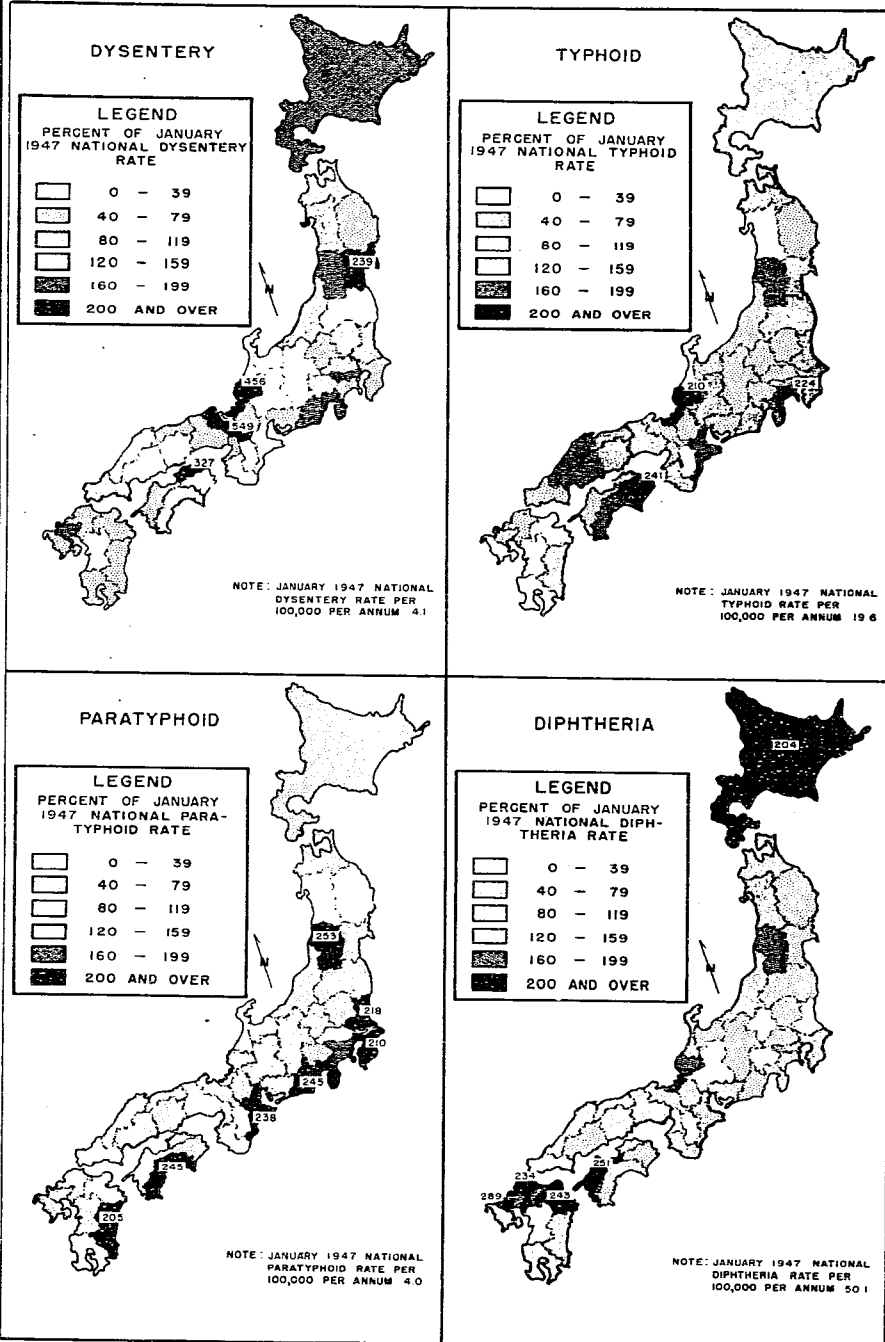 DYSENTERY
LEGEND
PERCENT OF JANUARY
1947 NATIONAL DYSENTERY
RATE
0 – 39
40 – 79
80 – 119
120 – 159
160 – 199
200 AND OVER
N
239
456
549
327
NOTE: JANUARY 1947 NATIONAL
DYSENTERY RATE PER
100,000 PER ANNUM 4.1
TYPHOID
LEGEND
PERCENT OF JANUARY
1947 NATIONAL TYPHOID
RATE
0 – 39
40 – 79
80 – 119
120 – 159
160 – 199
200 AND OVER
N
210
224
241
NOTE: JANUARY 1947 NATIONAL
TYPHOID RATE PER
100,000 PER ANNUM 19 6
PARATYPHOID
LEGEND
PERCENT OF JANUARY
1947 NATIONAL PARA-
TYPHOID RATE
0 – 39
40 – 79
80 – 119
120 – 159
160 – 199
200 AND OVER
N
253
218
210
245
238
245
205
NOTE: JANUARY 1947 NATIONAL
PARATYPHOID RATE PER
100,000 PER ANNUM 4.0
DIPHTHERIA
204
LEGEND
PERCENT OF JANUARY
1947 NATIONAL DIPH-
THERIA RATE
0 – 39
40 – 79
80 – 119
120 – 159
160 – 199
200 AND OVER
N
251
234
289
243
NOTE: JANUARY 1947 NATIONAL
DIPHTHERIA RATE PER
100,000 PER ANNUM 50 1